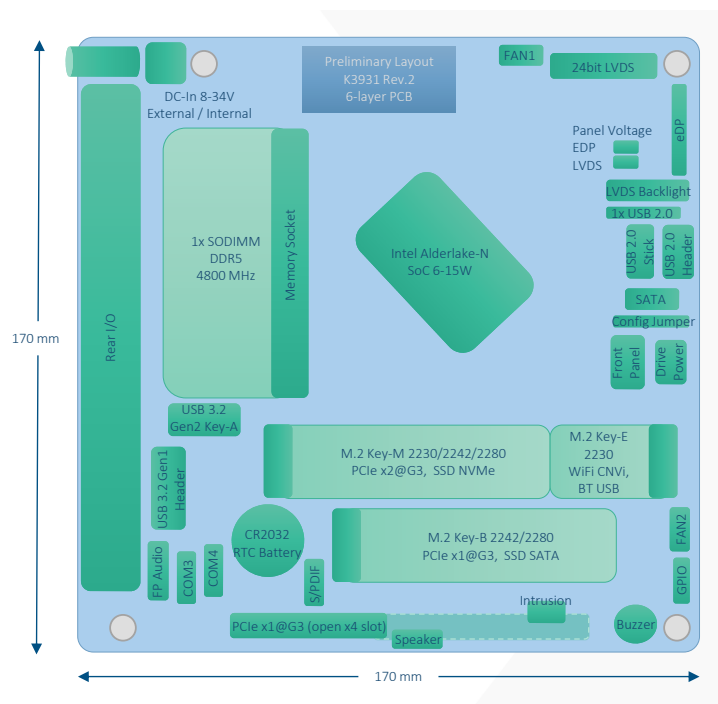 Preliminary Layout
K3931 Rev.2
6-layer PCB
FAN1
24bit LVDS
DC-In 8-34V
External / Internal
eDP
Panel Voltage
EDP
LVDS
LVDS Backlight
1x USB 2.0
USB 2.0
Stick
USB 2.0
Header
1x SODIMM
DDR5
4800 MHz
Memory Socket
Intel Alderlake-N
SoC 6-15W
SATA
Config Jumper
Front
Panel
Drive
Power
Rear I/O
170 mm
USB 3.2
Gen2 Key-A
M.2 Key-M 2230/2242/2280
PCIe x2@G3,  SSD NVMe
M.2 Key-E
2230
WiFi CNVi,
BT USB
USB 3.2 Gen1
Header
CR2032
RTC Battery
M.2 Key-B 2242/2280
PCIe x1@G3,  SSD SATA
FAN2
FP Audio
COM3
COM4
S/PDIF
GPIO
Intrusion
PCIe x1@G3 (open x4 slot)
Speaker
Buzzer
170 mm